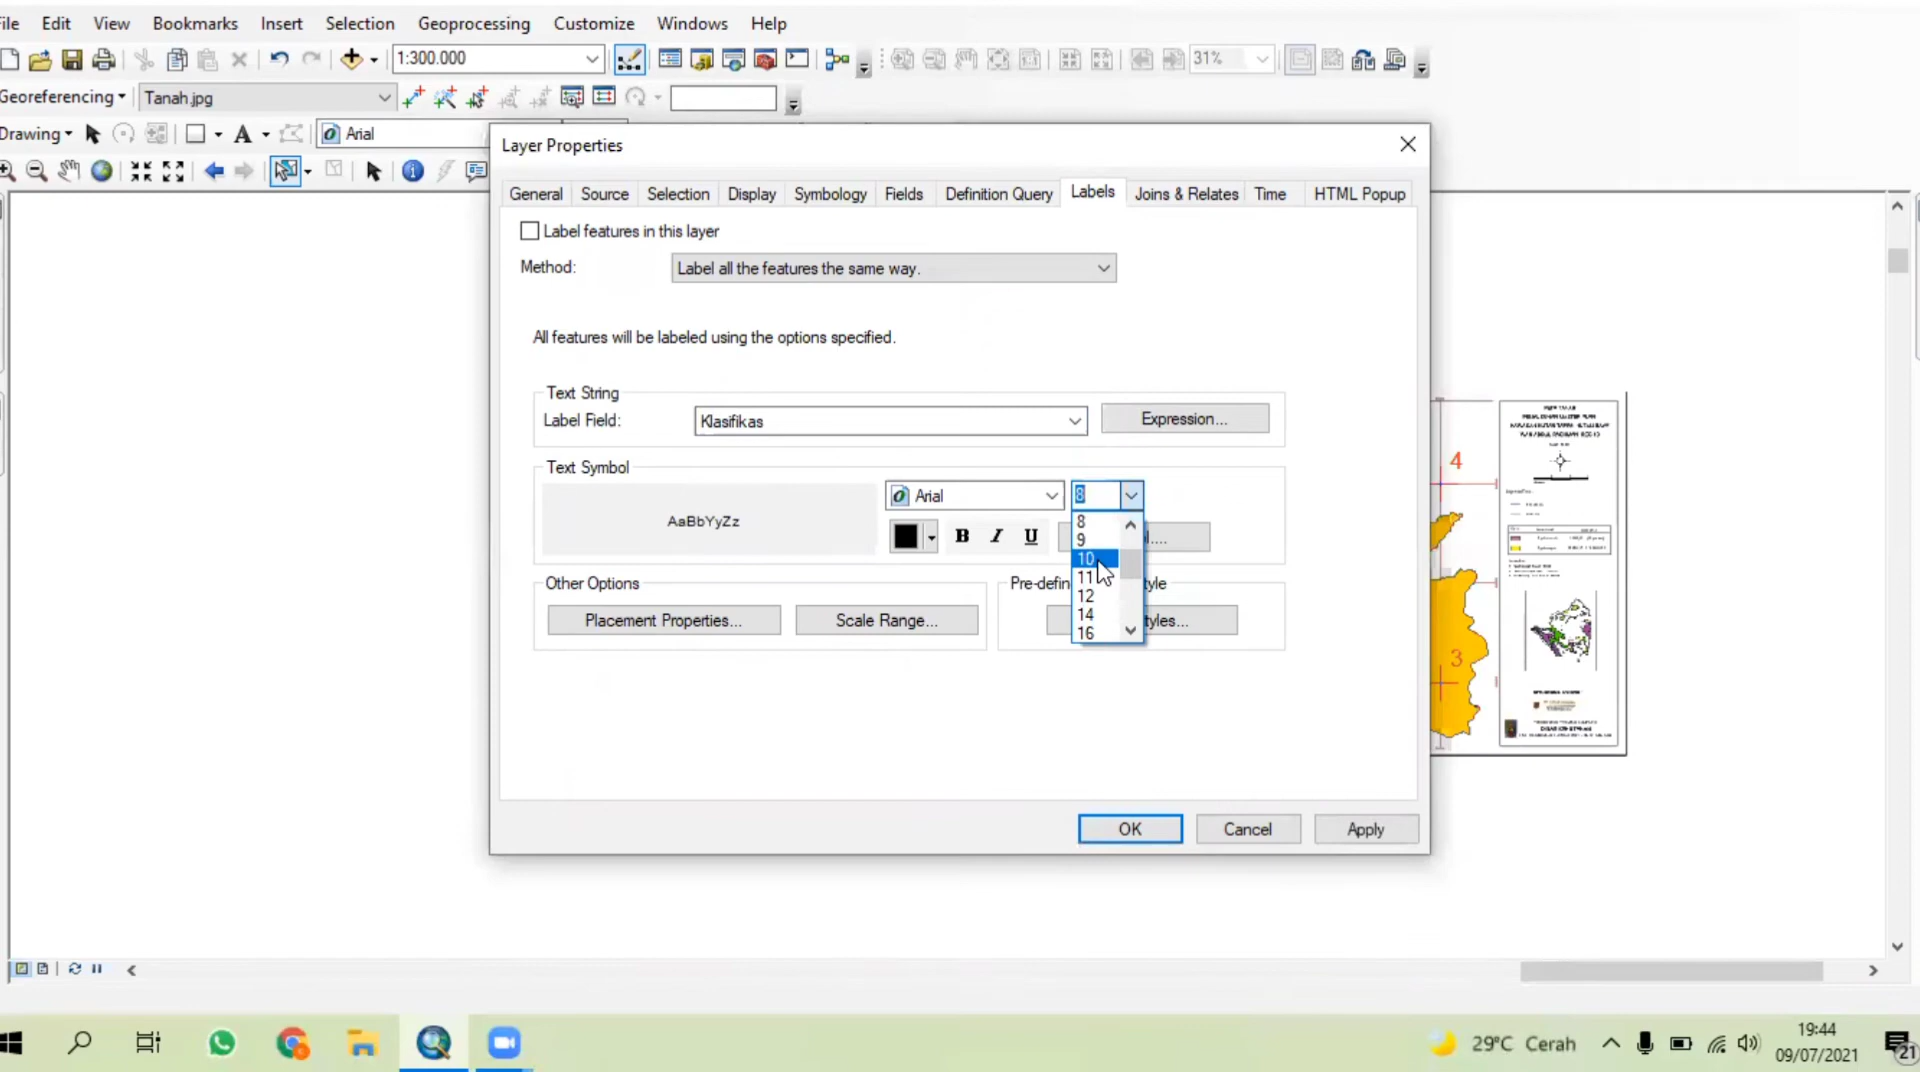 ile Edit View Bookmarks Insert Selection Geoprocessing Customize Windows Help
1:300.000 31%
Georeferencing Tanah.jpg
Drawing A Arial
Layer Properties
General Source Selection Display Symbology Fields Definition Query Labels Joins & Relates Time HTML Popup
Label features in this layer
Method: Label all the features the same way.
All features will be labeled using the options specified.
Text String
Label Field: Klasifikas Expression...
Text Symbol
AaBbYyZz Arial 8
B I U
8
9
10
11
12
14
16
Other Options
Placement Properties... Scale Range...
Pre-defin yle
tyles...
OK Cancel Apply
4
3
29°C Cerah
19:44
09/07/2021
21